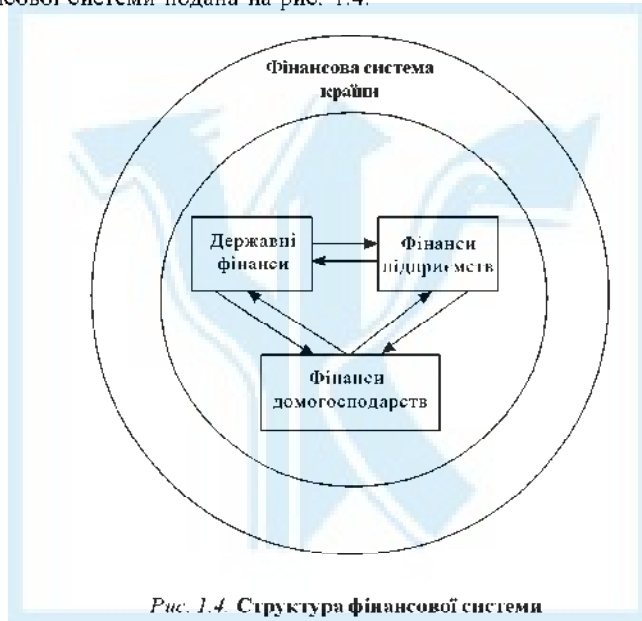 сової системи подана на рис. 1.4.
Фінансова система
країни
Державні
фінанси
Фінанси
підприємств
Фінанси
домогосподарств
Рис. 1.4. Структура фінансової системи